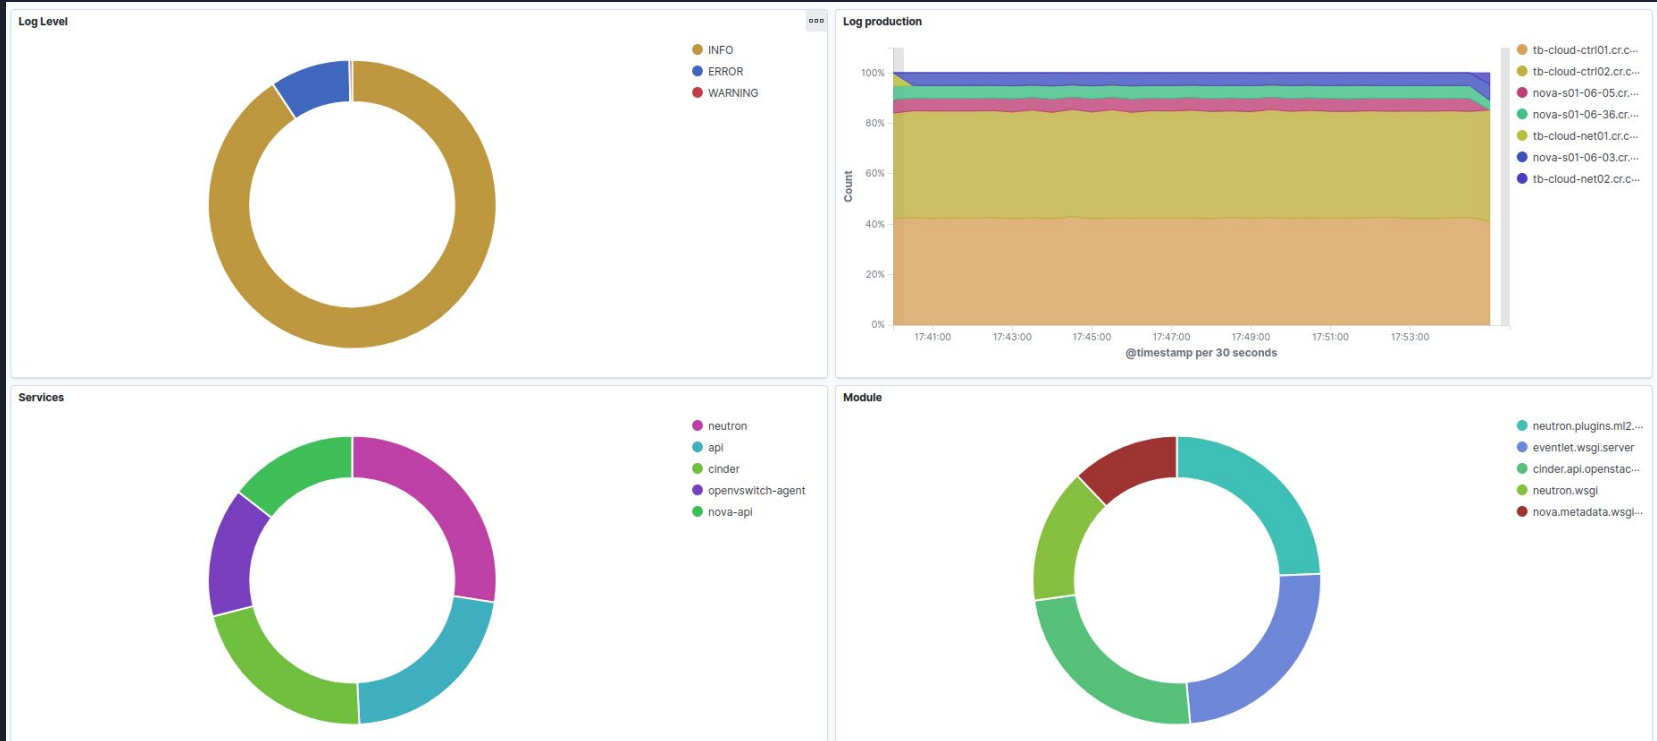 Log Level
INFO
ERROR
WARNING
Log production
100%
80%
60%
40%
20%
0%
Count
17:41:00 17:43:00 17:45:00 17:47:00 17:49:00 17:51:00 17:53:00
@timestamp per 30 seconds
tb-cloud-ctrl01.cr.c···
tb-cloud-ctrl02.c···
nova-s01-06-05.cr.···
nova-s01-06-36.cr.···
tb-cloud-net01.cr.c···
nova-s01-06-03.cr.···
tb-cloud-net02.cr.c···
Services
neutron
api
cinder
openvswitch-agent
nova-api
Module
neutron.plugins.ml2.···
eventlet.wsgi.server
cinder.api.openstac···
neutron.wsgi
nova.metadata.wsgi···